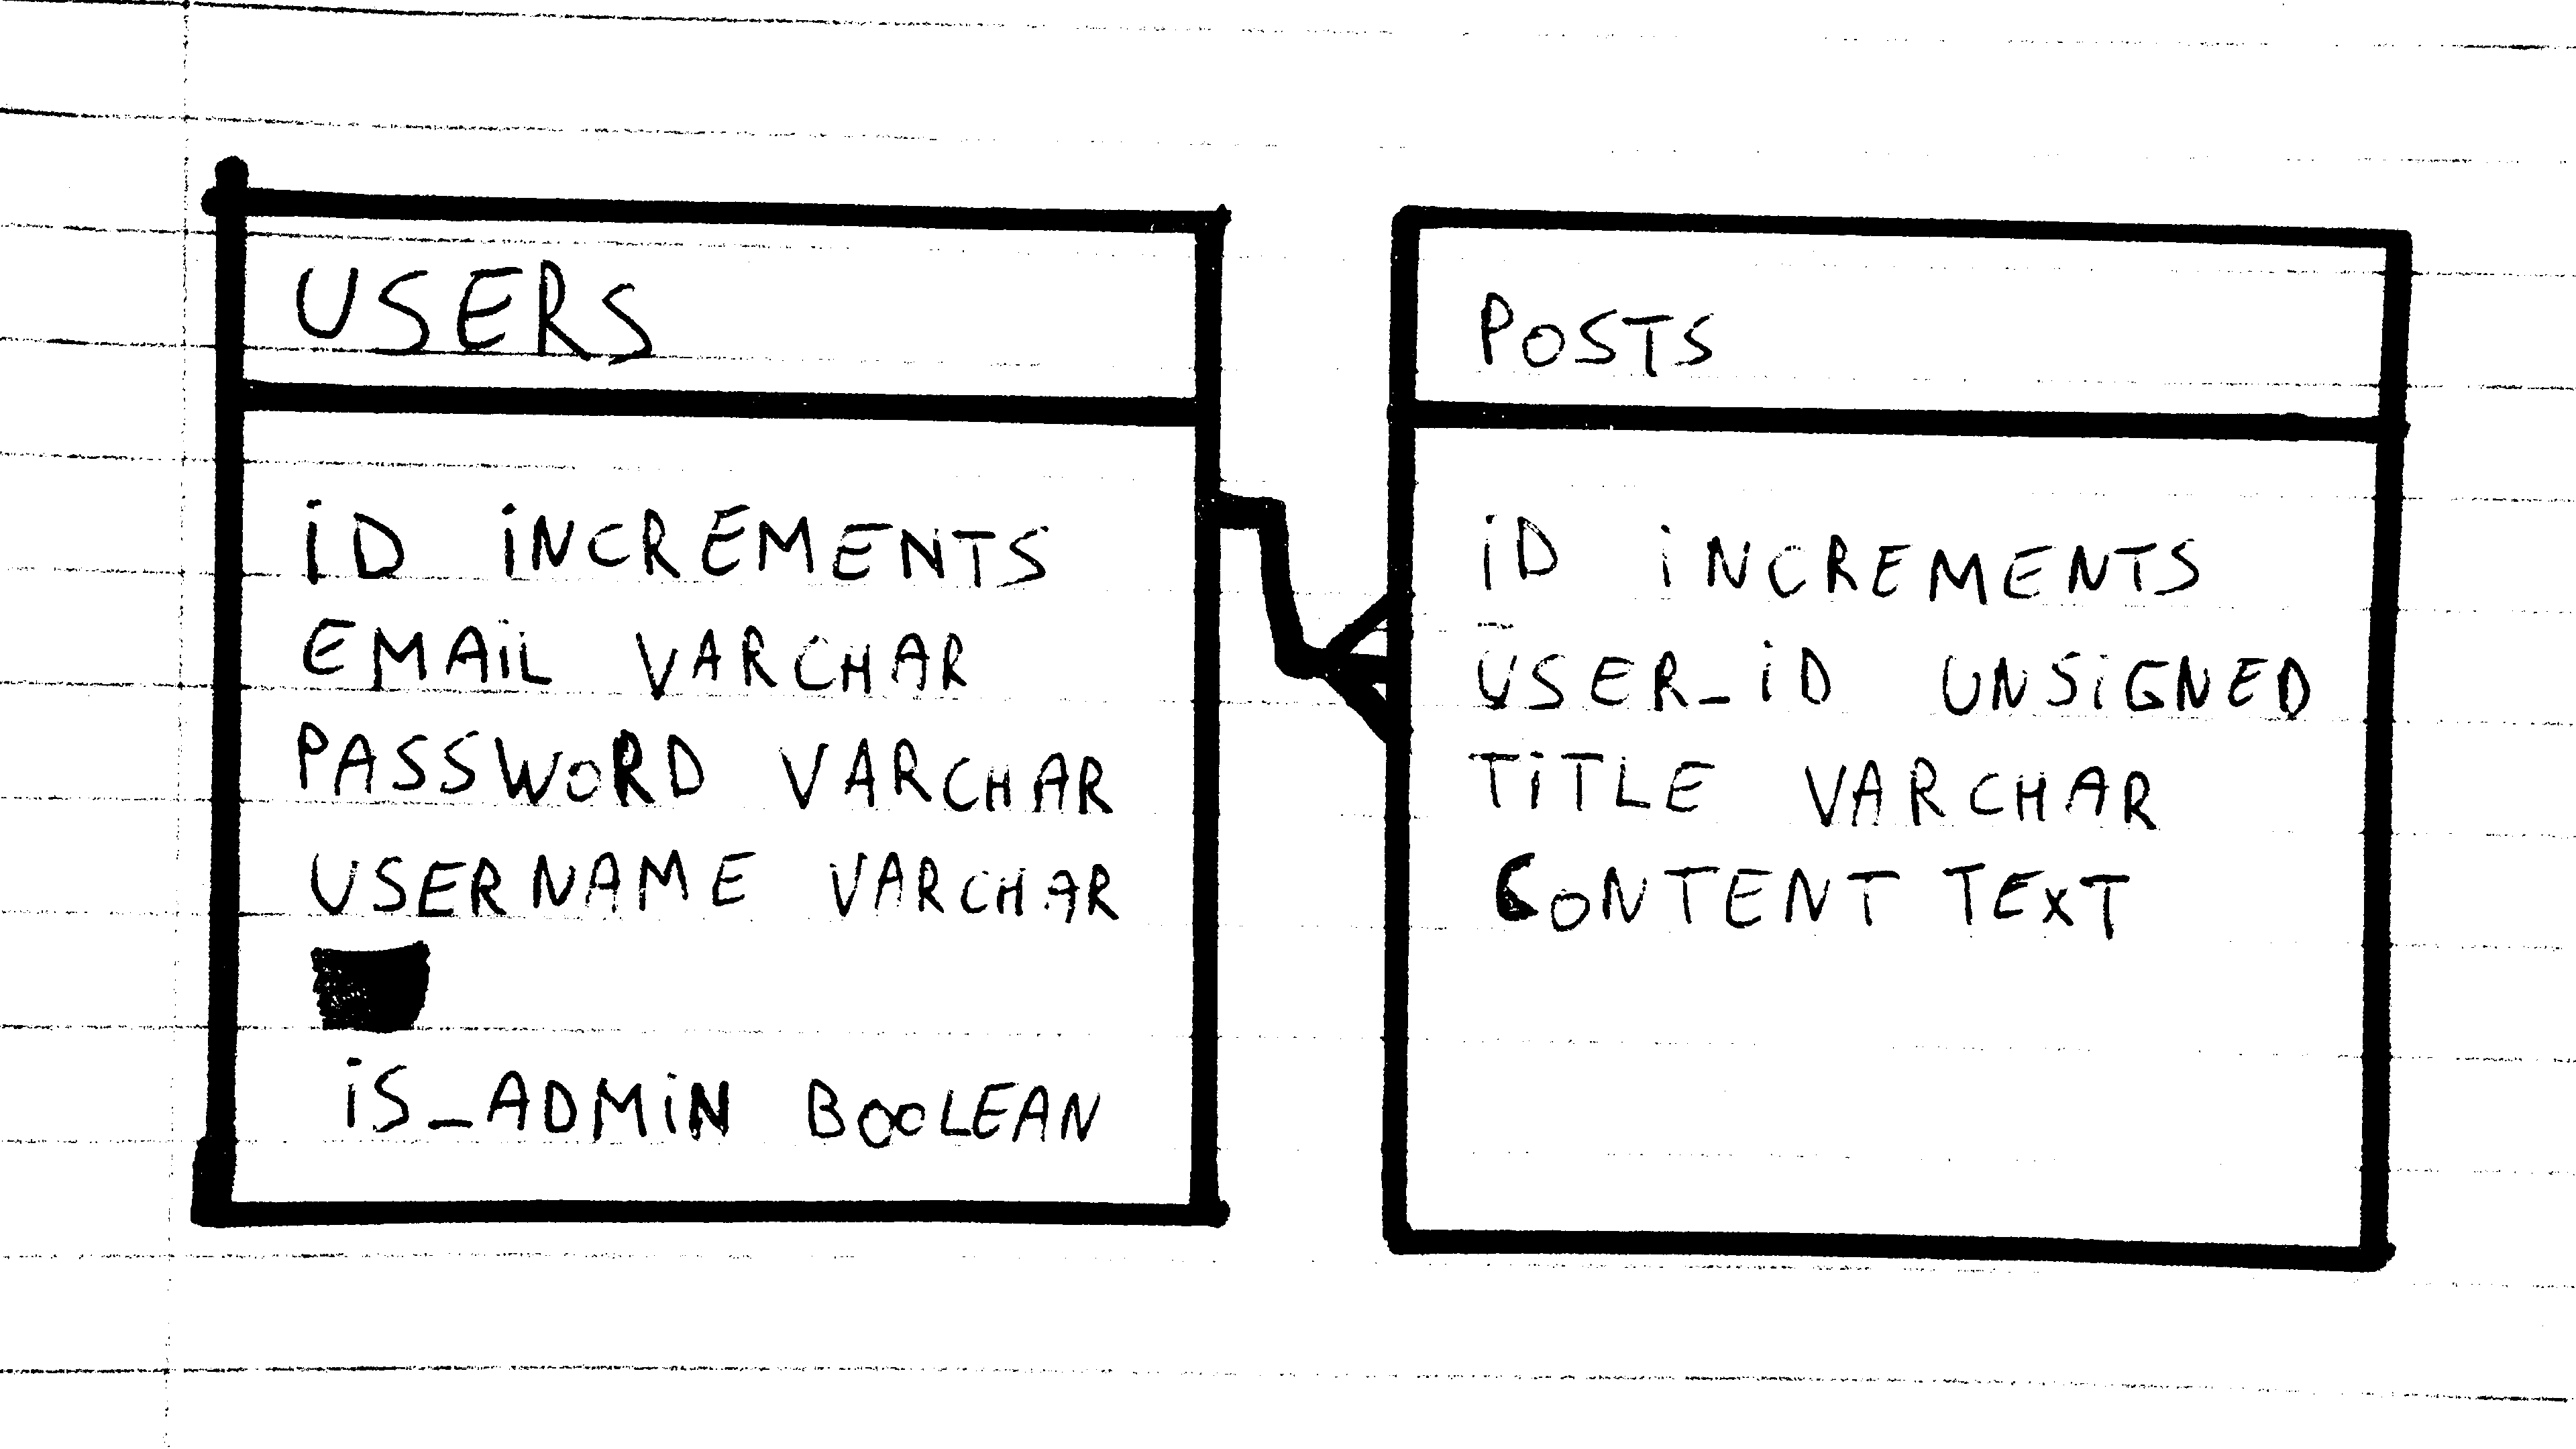 USERS
iD iNCREMENTS
EMAiL VARCHAR
PASSWORD VARCHAR
USERNAME VARCHAR
iS_ADMiN BOOLEAN
POSTS
iD iNCREMENTS
USER_iD UNSiGNED
TiTLE VARCHAR
CONTENT TEXT